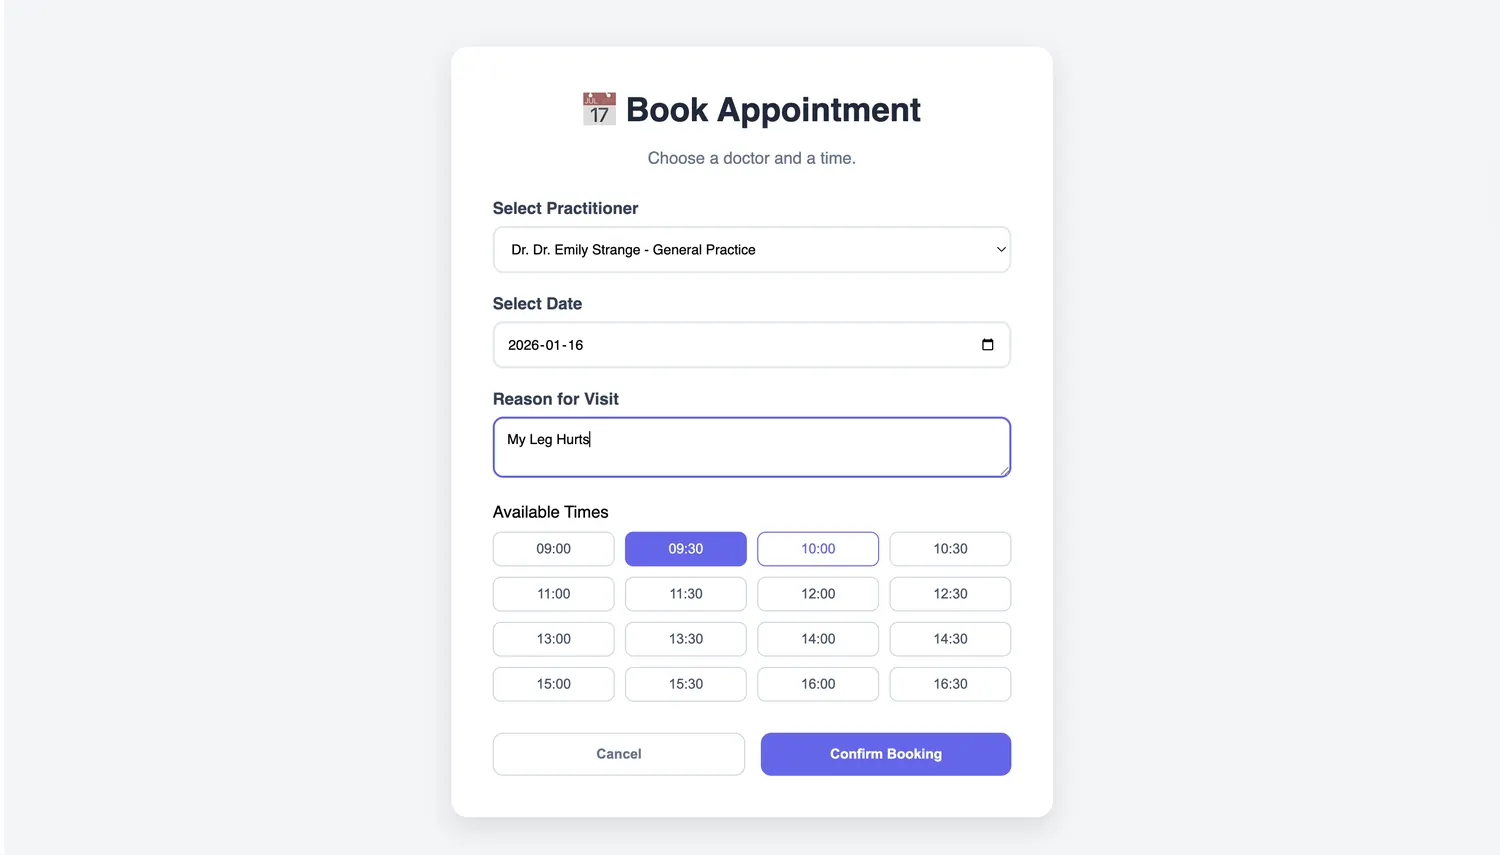 JUL
17
Book Appointment
Choose a doctor and a time.
Select Practitioner
Dr. Dr. Emily Strange - General Practice
Select Date
2026-01-16
Reason for Visit
My Leg Hurts
Available Times
09:00 09:30 10:00 10:30
11:00 11:30 12:00 12:30
13:00 13:30 14:00 14:30
15:00 15:30 16:00 16:30
Cancel Confirm Booking